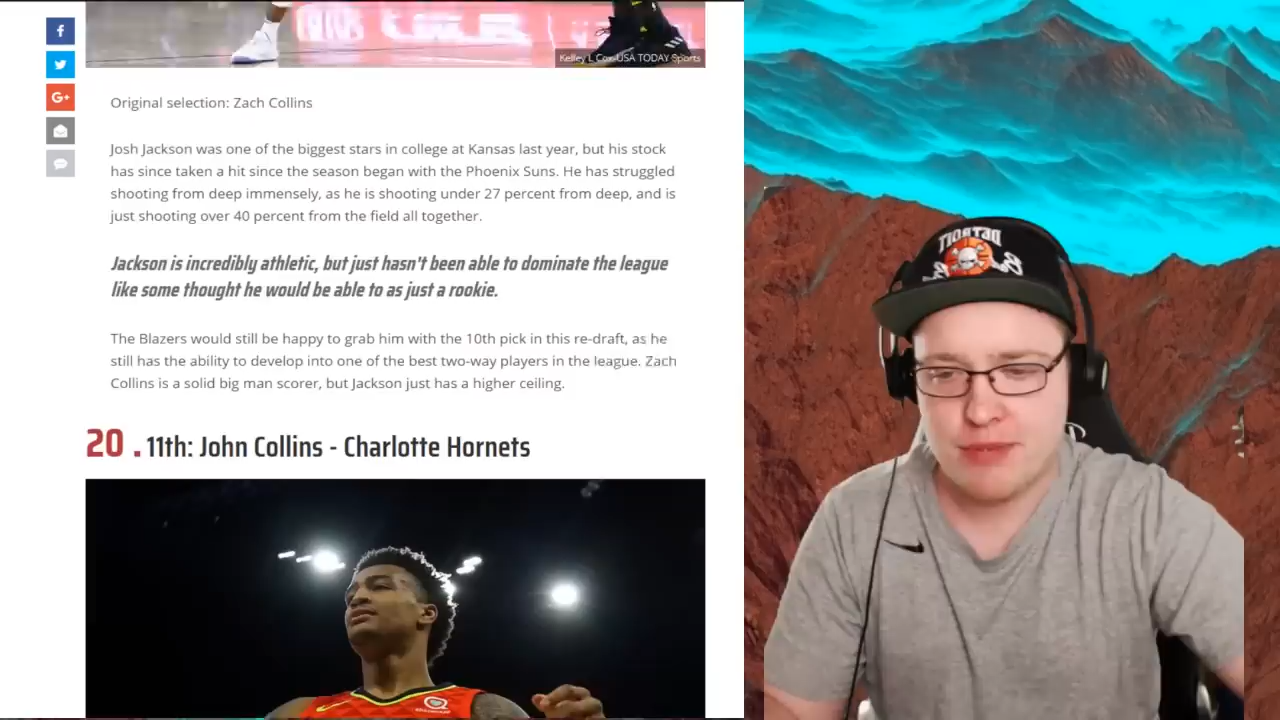 Kelley L Cox-USA TODAY Sports
Original selection: Zach Collins
Josh Jackson was one of the biggest stars in college at Kansas last year, but his stock
has since taken a hit since the season began with the Phoenix Suns. He has struggled
shooting from deep immensely, as he is shooting under 27 percent from deep, and is
just shooting over 40 percent from the field all together.
Jackson is incredibly athletic, but just hasn't been able to dominate the league
like some thought he would be able to as just a rookie.
The Blazers would still be happy to grab him with the 10th pick in this re-draft, as he
still has the ability to develop into one of the best two-way players in the league. Zach
Collins is a solid big man scorer, but Jackson just has a higher ceiling.
20 . 11th: John Collins - Charlotte Hornets
DETROIT